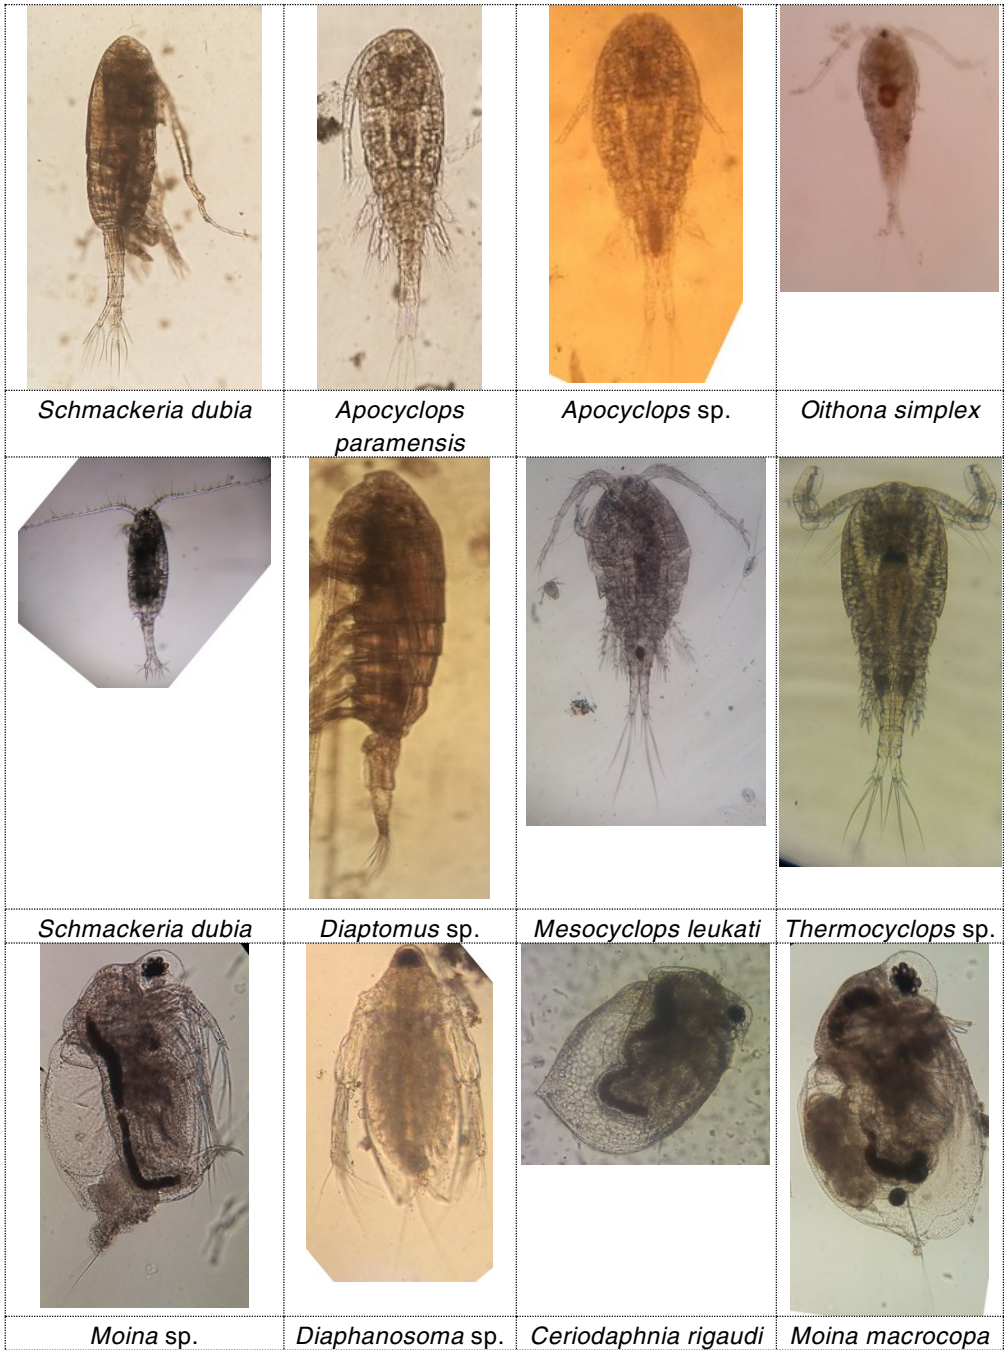 Schmackeria dubia
Apocyclops
paramensis
Apocyclops sp.
Oithona simplex
Schmackeria dubia
Diaptomus sp.
Mesocyclops leukati
Thermocyclops sp.
Moina sp.
Diaphanosoma sp.
Ceriodaphnia rigaudi
Moina macrocopa